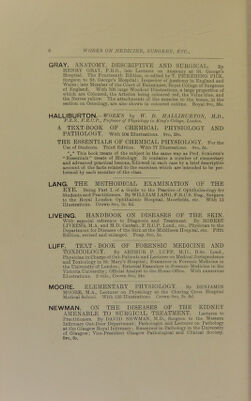 6 WORKS ON MEDICINE, SURGERY, ETC.,
GRAY. ANATOMY, DESCRIPTIVE AND SURGICAL. By
HENRY GRAY, F.R.S., late Lecturer on Anatomy at St. George's
Hospital. The Fourteenth Edition, re-edited by T. PICKERING PICK,
Surgeon to St. George's Hospital; Inspector of Anatomy in England and
Wales; late Member of the Court of Examiners, Royal College of Surgeons
of England. With 705 large Woodcut Illustrations, a large proportion of
which are Coloured, the Arteries being coloured red, the Veins blue, and
the Nerves yellow. The attachments of the muscles to the bones, in the
section on Osteology, are also shown in coloured outline. Royal 8vo, 36s.
HALLIBURTON.—WORKS by W. D. HALLIBURTON, M.D.,
F.R.S., F.R.C.P., Professor of Physiology in King's College, London.
A TEXT-BOOK OF CHEMICAL PHYSIOLOGY AND
PATHOLOGY. With 104 Illustrations. 8vo, 28s.
THE ESSENTIALS OF CHEMICAL PHYSIOLOGY. For the
Use of Students. Third Edition. With 77 Illustrations. 8vo, 5s.
*** This book treats of the subject in the same way that Prof. SCHÄFER'S
"Essentials" treats of Histology. It contains a number of elementary
and advanced practical lessons, followed in each case by a brief descriptive
account of the facts related to the exercises which are intended to be per-
formed by each member of the class.
LANG. THE METHODICAL EXAMINATION OF THE
EYE. Being Part I. of a Guide to the Practice of Ophthalmology for
Students and Practitioners. By WILLIAM LANG, F.R.C.S. Eng., Surgeon
to the Royal London Ophthalmic Hospital, Moorfields, etc. With 15
Illustrations. Crown 8vo, 3s. 6d.
LIVEING. HANDBOOK ON DISEASES OF THE SKIN.
With especial reference to Diagnosis and Treatment. By ROBERT
LIVEING, M.A., and M.D. Cantab., F.R.C.P. Lond., etc., Physician to the
Department for Diseases of the Skin at the Middlesex Hospital, etc. Fifth
Edition, revised and enlarged. Fcap. 8vo, 5s.
LUFF. TEXT-BOOK OF FORENSIC MEDICINE AND
TOXICOLOGY. By ARTHUR P. LUFF, M.D., B.Sc. Lond.,
Physician in Charge of Out-Patients and Lecturer on Medical Jurisprudence
and Toxicology in St. Mary's Hospital; Examiner in Forensic Medicine in
the University of London; External Examiner in Forensic Medicine in the
Victoria University; Official Analyst to the Home Office. With numerous
Illustrations. 2 vols., Crown 8vo, 24s.
MOORE. ELEMENTARY PHYSIOLOGY. By BENJAMIN
MOORE, M.A., Lecturer on Physiology at the Charing Cross Hospital
Medical School. With 125 Illustrations. Crown 8vo, 3s. 6d.
NEWMAN. ON THE DISEASES OF THE KIDNEY
AMENABLE TO SURGICAL TREATMENT. Lectures to
Practitioners. By DAVID NEWMAN, M.D., Surgeon to the Western
Infirmary Out-Door Department; Pathologist and Lecturer on Pathology
at the Glasgow Royal Infirmary; Examiner in Pathology in the University
of Glasgow; Vice-President Glasgow Pathological and Clinical Society.
8vo, 6s.